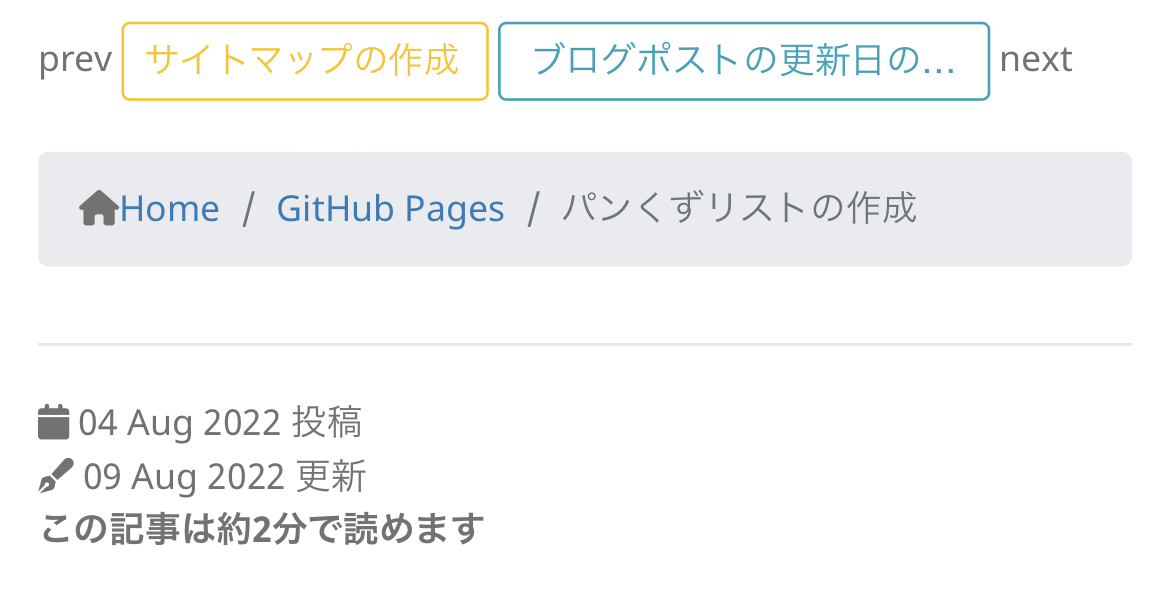 prev サイトマップの作成 ブログポストの更新日の... next
Home / GitHub Pages / パンくずリストの作成
04 Aug 2022 投稿
09 Aug 2022 更新
この記事は約2分で読めます